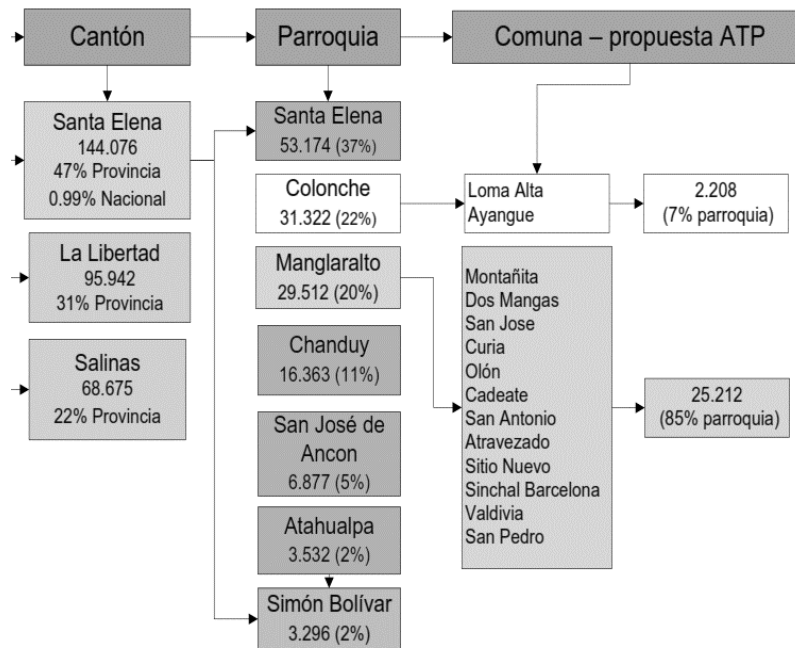 Cantón
Parroquia
Comuna – propuesta ATP
Santa Elena
144.076
47% Provincia
0.99% Nacional
La Libertad
95.942
31% Provincia
Salinas
68.675
22% Provincia
Santa Elena
53.174 (37%)
Colonche
31.322 (22%)
Manglaralto
29.512 (20%)
Chanduy
16.363 (11%)
San José de
Ancon
6.877 (5%)
Atahualpa
3.532 (2%)
Simón Bolívar
3.296 (2%)
Loma Alta
Ayangue
2.208
(7% parroquia)
Montañita
Dos Mangas
San Jose
Curia
Olón
Cadeate
San Antonio
Atravezado
Sitio Nuevo
Sinchal Barcelona
Valdivia
San Pedro
25.212
(85% parroquia)